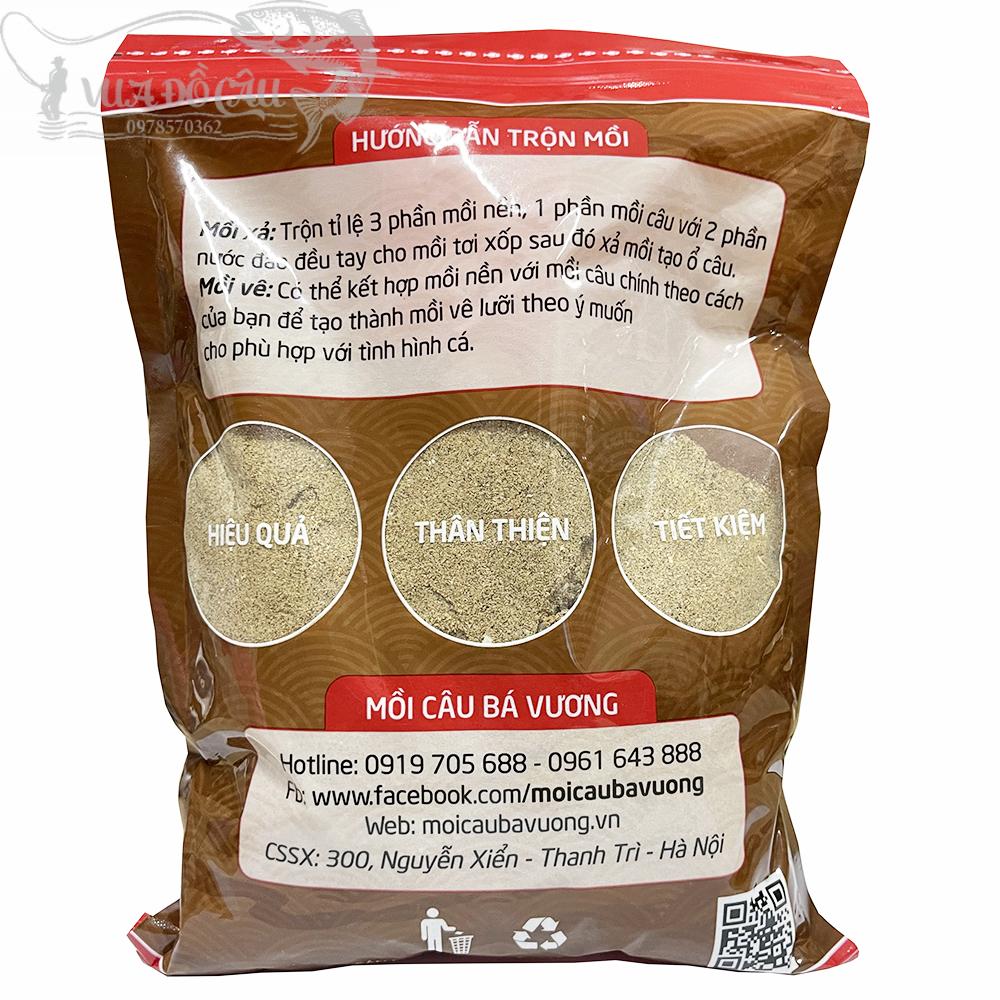 VUA ĐỒ CÂU
0978570362
HƯỚNG DẪN TRỘN MỒI
Mồi xả: Trộn tỉ lệ 3 phần mồi nền, 1 phần mồi câu với 2 phần
nước đảo đều tay cho mồi tơi xốp sau đó xả mồi tạo ổ câu.
Mồi vê: Có thể kết hợp mồi nền với mồi câu chính theo cách
của bạn để tạo thành mồi vê lưỡi theo ý muốn
cho phù hợp với tình hình cá.
HIỆU QUẢ
THÂN THIỆN
TIẾT KIỆM
MỒI CÂU BÁ VƯƠNG
Hotline: 0919 705 688 - 0961 643 888
FB: www.facebook.com/moicaubavuong
Web: moicaubavuong.vn
CSSX: 300, Nguyễn Xiển - Thanh Trì - Hà Nội